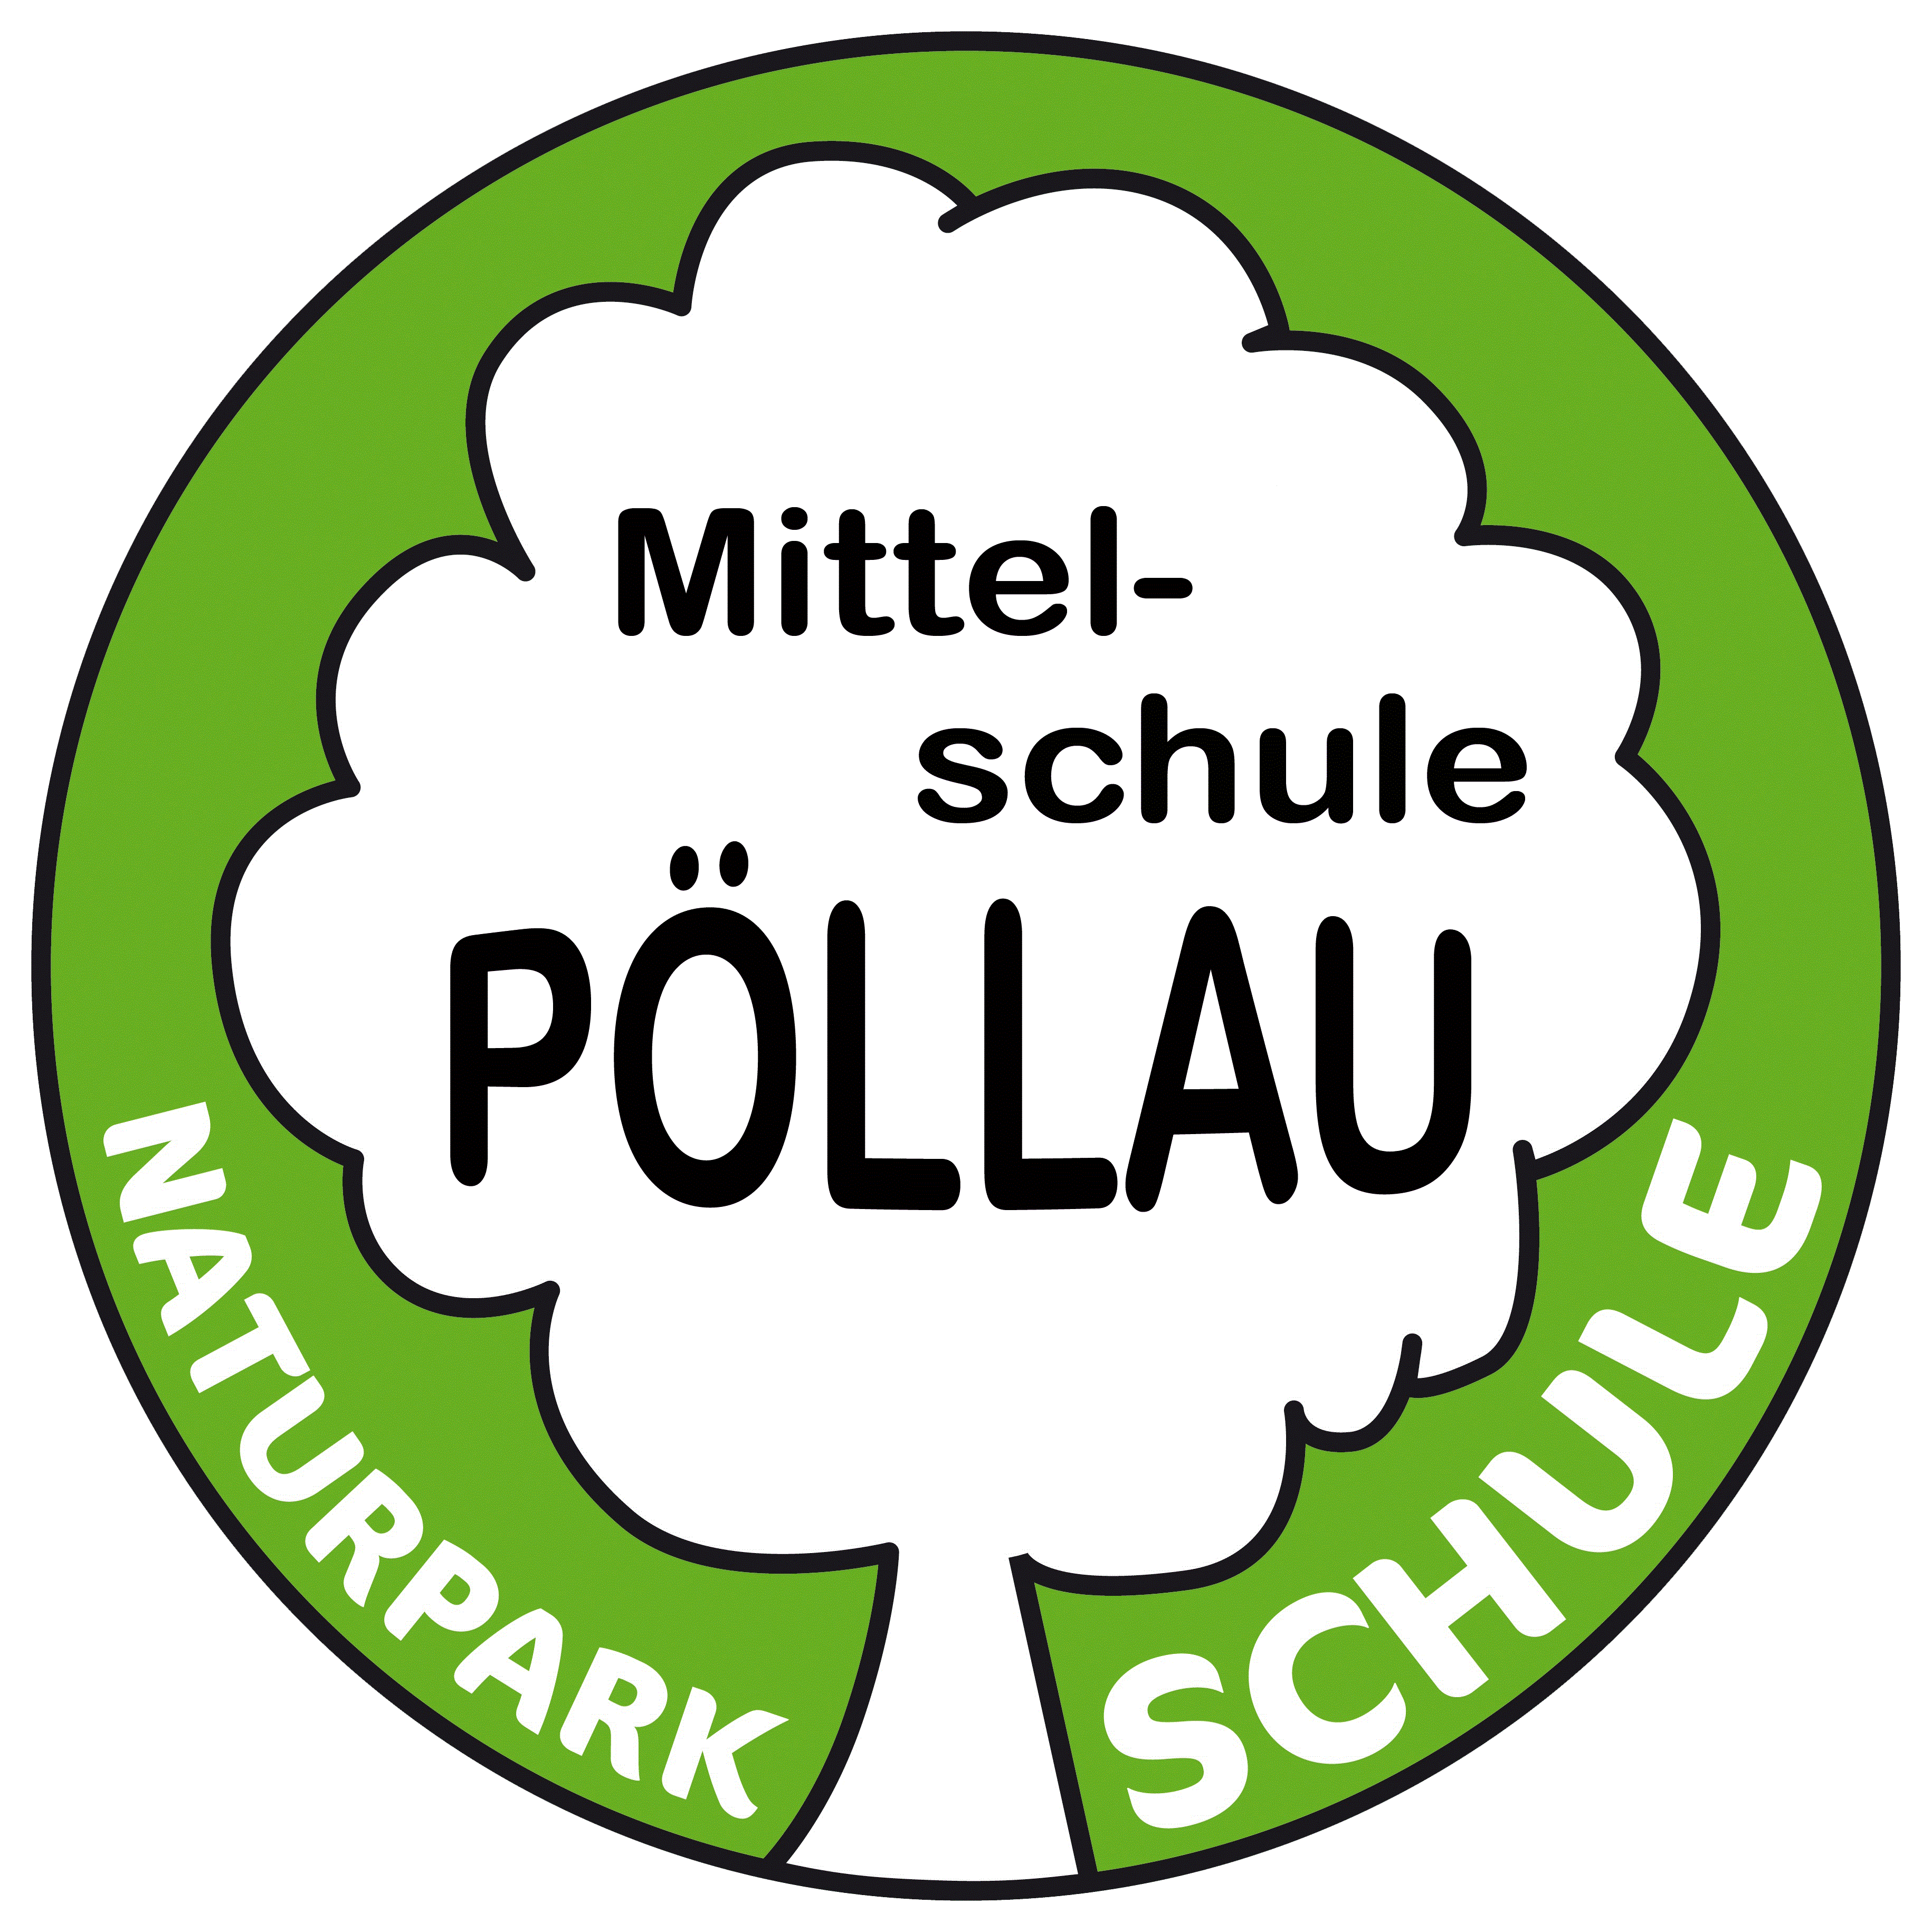 Mittel-
schule
PÖLLAU
NATURPARK
SCHULE